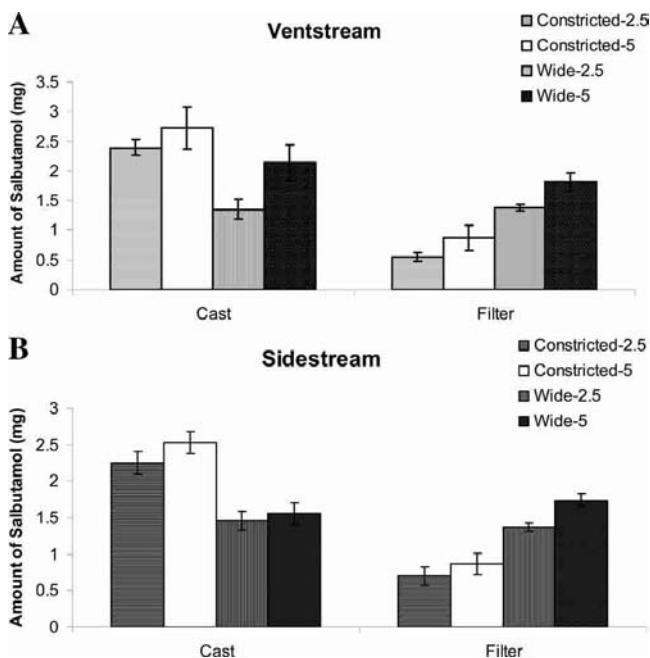 A
Ventstream
Constricted-2.5
Constricted-5
Wide-2.5
Wide-5
Amount of Salbutamol (mg)
3.5
3
2.5
2
1.5
1
0.5
0
Cast
Filter
B
Sidestream
Constricted-2.5
Constricted-5
Wide-2.5
Wide-5
Amount of Salbutamol (mg)
3
2.5
2
1.5
1
0.5
0
Cast
Filter